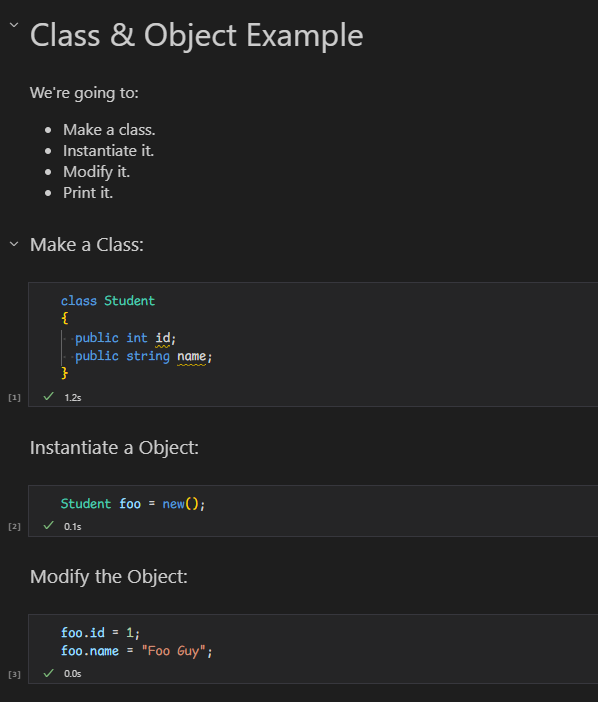 Class & Object Example
We're going to:
• Make a class.
• Instantiate it.
• Modify it.
• Print it.
Make a Class:
class Student
{
  public int id;
  public string name;
}
[1] ✓ 1.2s
Instantiate a Object:
Student foo = new();
[2] ✓ 0.1s
Modify the Object:
foo.id = 1;
foo.name = "Foo Guy";
[3] ✓ 0.0s